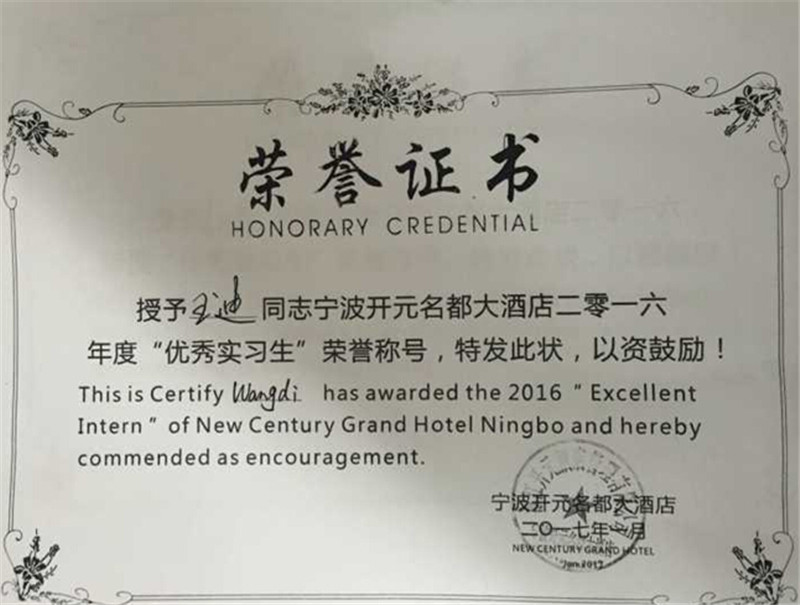 荣誉证书
HONORARY CREDENTIAL
授予王迪同志宁波开元名都大酒店二零一六
年度“优秀实习生”荣誉称号，特发此状，以资鼓励！
This is Certify Wangdi has awarded the 2016 “Excellent
Intern” of New Century Grand Hotel Ningbo and hereby
commended as encouragement.
宁波开元名都大酒店
二〇一七年一月
NEW CENTURY GRAND HOTEL
Jan.2017